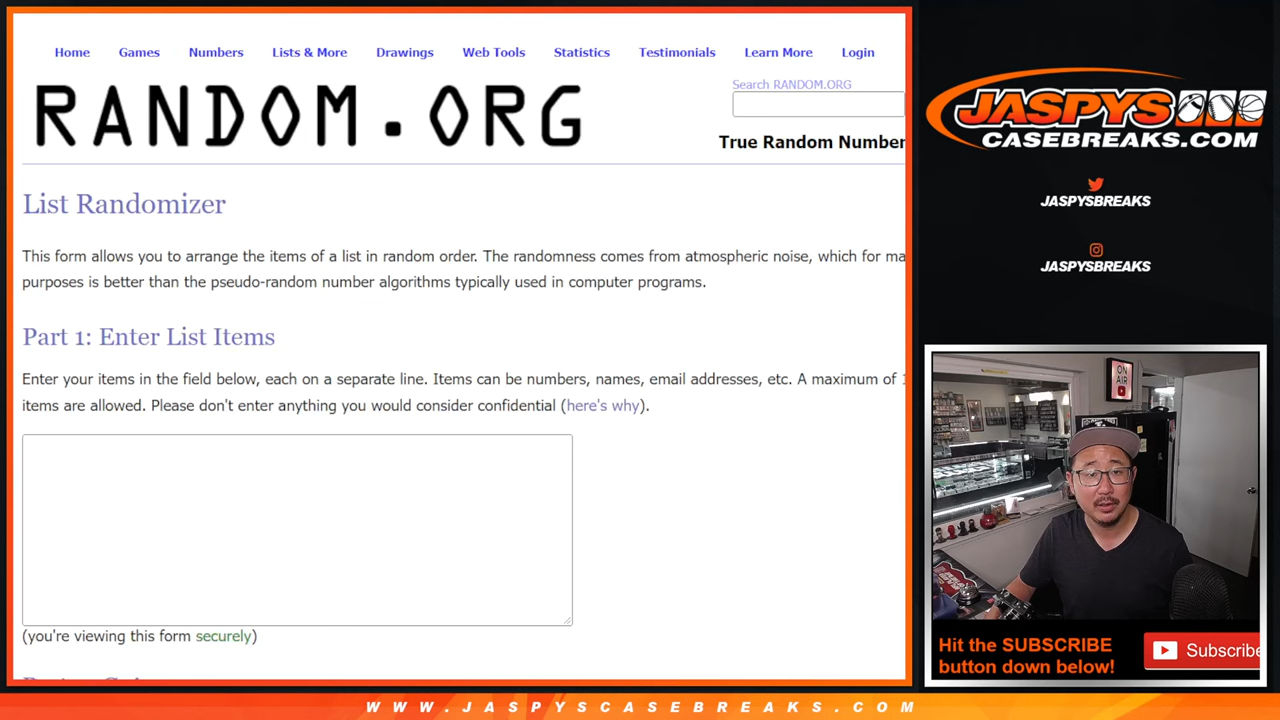 Home Games Numbers Lists & More Drawings Web Tools Statistics Testimonials Learn More Login
Search RANDOM.ORG
RANDOM.ORG
True Random Number
List Randomizer
This form allows you to arrange the items of a list in random order. The randomness comes from atmospheric noise, which for ma
purposes is better than the pseudo-random number algorithms typically used in computer programs.
Part 1: Enter List Items
Enter your items in the field below, each on a separate line. Items can be numbers, names, email addresses, etc. A maximum of
items are allowed. Please don't enter anything you would consider confidential (here's why).
(you're viewing this form securely)
JASPYS
CASEBREAKS.COM
JASPYSBREAKS
JASPYSBREAKS
ON
AIR
Hit the SUBSCRIBE
button down below!
Subscribe
WWW.JASPYSCASEBREAKS.COM